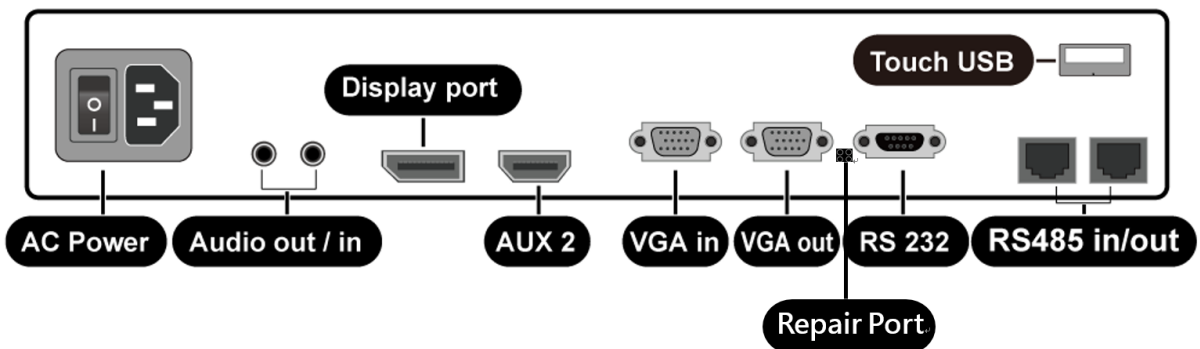 Touch USB
Display port
AC Power
Audio out / in
AUX 2
VGA in
VGA out
RS 232
RS485 in/out
Repair Port